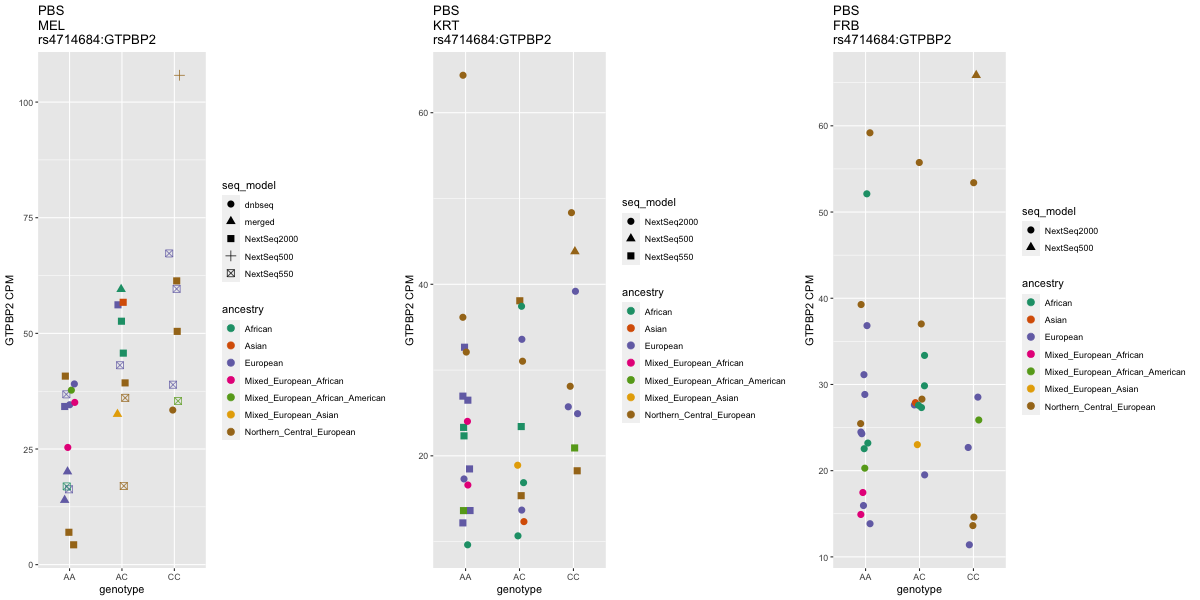 PBS
MEL
rs4714684:GTPBP2
GTPBP2 CPM
100
75
50
25
0
AA
AC
CC
genotype
seq_model
dnbseq
merged
NextSeq2000
NextSeq500
NextSeq550
ancestry
African
Asian
European
Mixed_European_African
Mixed_European_African_American
Mixed_European_Asian
Northern_Central_European
PBS
KRT
rs4714684:GTPBP2
GTPBP2 CPM
60
40
20
AA
AC
CC
genotype
seq_model
NextSeq2000
NextSeq500
NextSeq550
ancestry
African
Asian
European
Mixed_European_African
Mixed_European_African_American
Mixed_European_Asian
Northern_Central_European
PBS
FRB
rs4714684:GTPBP2
GTPBP2 CPM
60
50
40
30
20
10
AA
AC
CC
genotype
seq_model
NextSeq2000
NextSeq500
ancestry
African
Asian
European
Mixed_European_African
Mixed_European_African_American
Mixed_European_Asian
Northern_Central_European